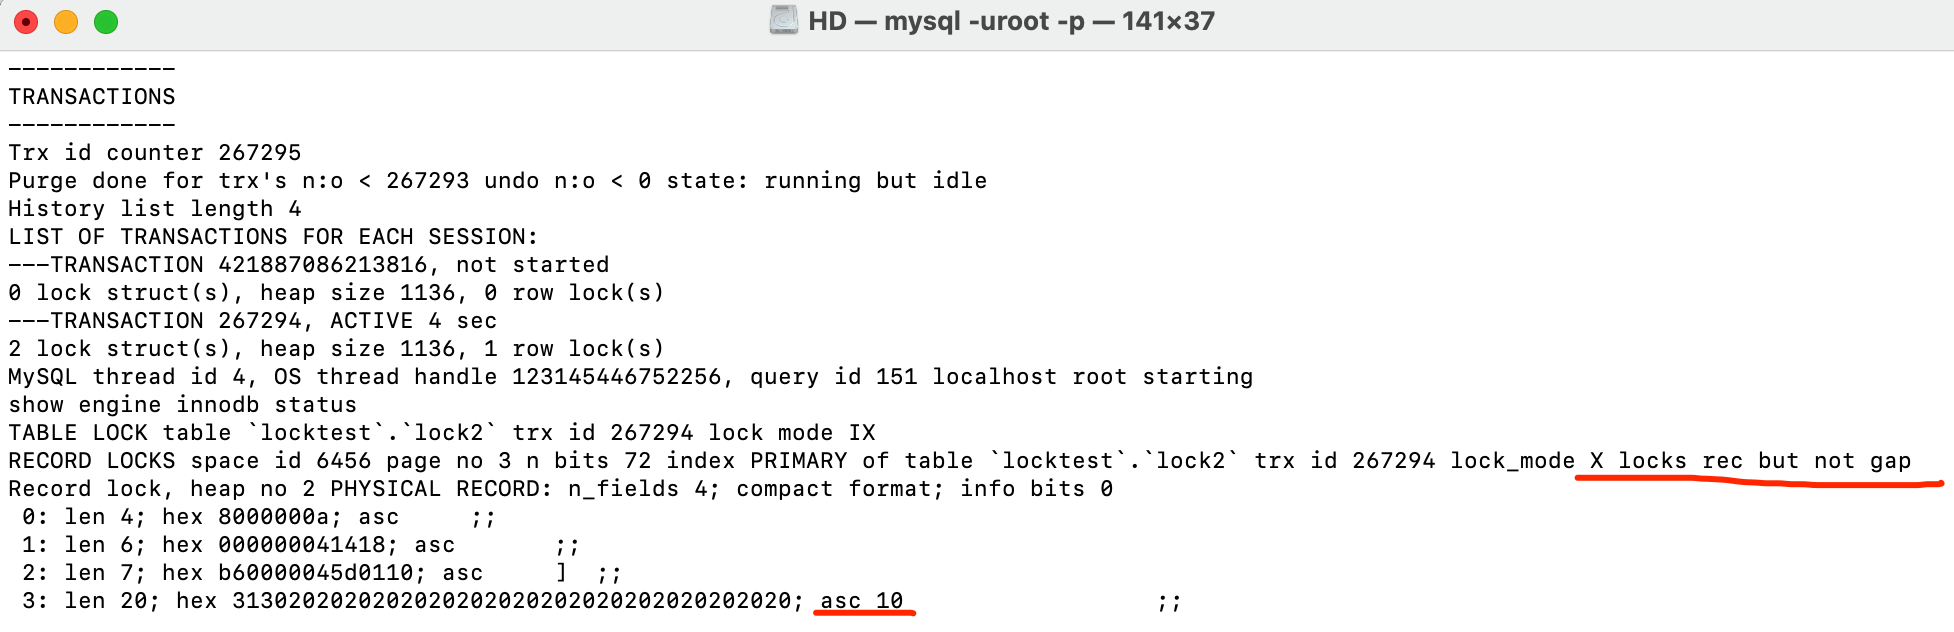 HD — mysql -uroot -p — 141×37
------------
TRANSACTIONS
------------
Trx id counter 267295
Purge done for trx's n:o < 267293 undo n:o < 0 state: running but idle
History list length 4
LIST OF TRANSACTIONS FOR EACH SESSION:
---TRANSACTION 421887086213816, not started
0 lock struct(s), heap size 1136, 0 row lock(s)
---TRANSACTION 267294, ACTIVE 4 sec
2 lock struct(s), heap size 1136, 1 row lock(s)
MySQL thread id 4, OS thread handle 123145446752256, query id 151 localhost root starting
show engine innodb status
TABLE LOCK table `locktest`.`lock2` trx id 267294 lock mode IX
RECORD LOCKS space id 6456 page no 3 n bits 72 index PRIMARY of table `locktest`.`lock2` trx id 267294 lock_mode X locks rec but not gap
Record lock, heap no 2 PHYSICAL RECORD: n_fields 4; compact format; info bits 0
 0: len 4; hex 8000000a; asc     ;;
 1: len 6; hex 000000041418; asc       ;;
 2: len 7; hex b60000045d0110; asc     ]  ;;
 3: len 20; hex 3130202020202020202020202020202020202020; asc 10                  ;;